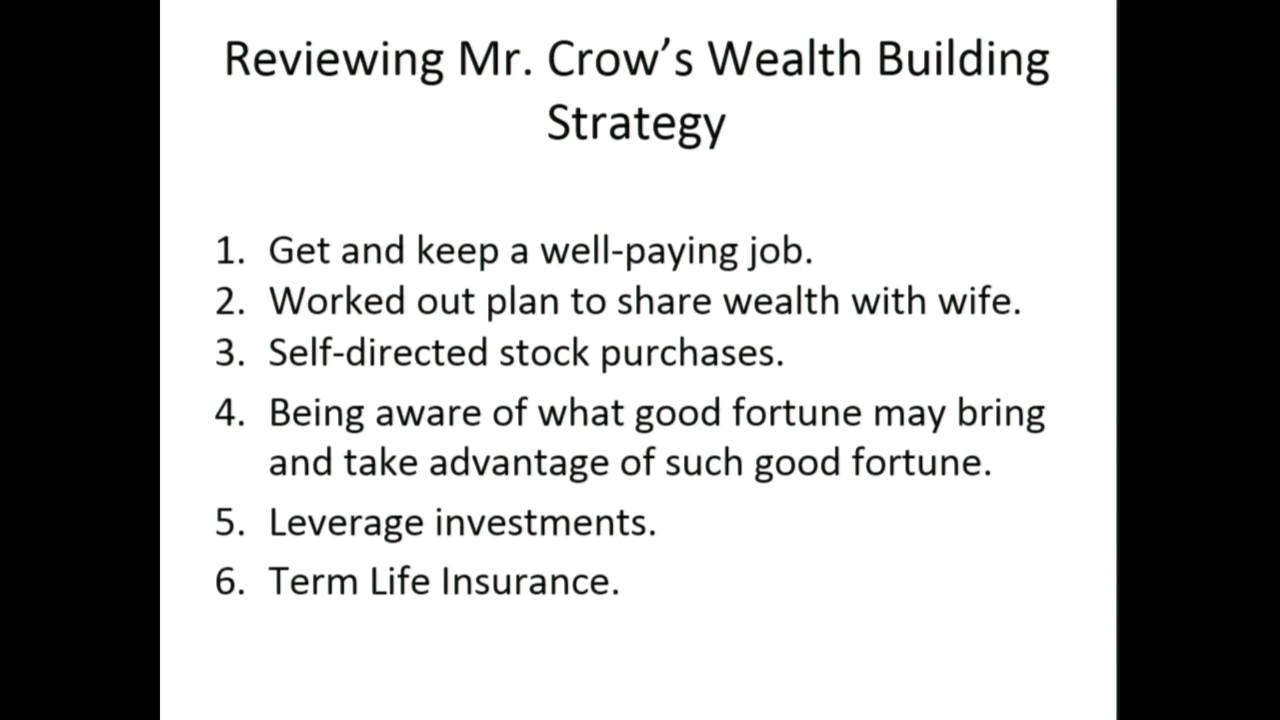 Reviewing Mr. Crow’s Wealth Building
Strategy
1. Get and keep a well-paying job.
2. Worked out plan to share wealth with wife.
3. Self-directed stock purchases.
4. Being aware of what good fortune may bring
and take advantage of such good fortune.
5. Leverage investments.
6. Term Life Insurance.